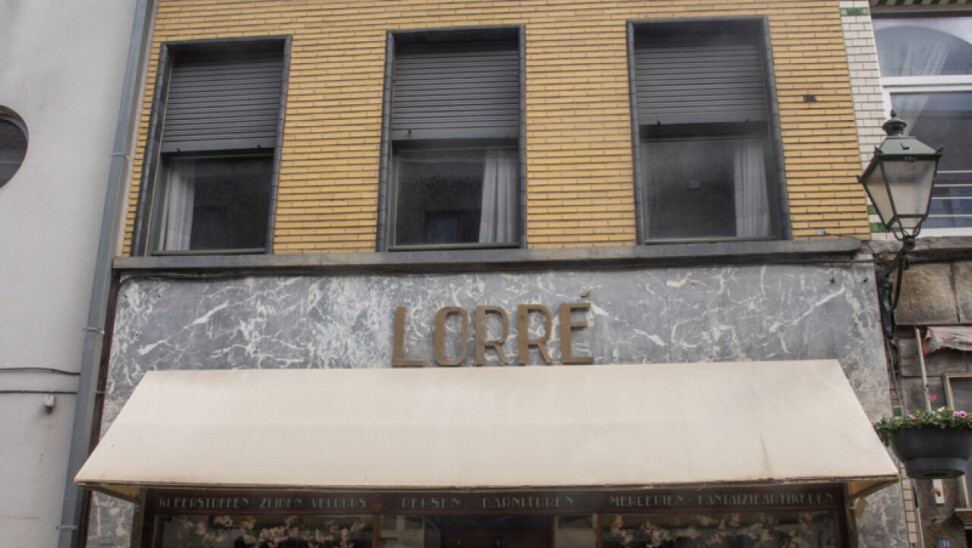 LORRÉ
KLEERSTOFFEN - ZIJDEN - VELOURS PELSEN - GARNITUREN MERCERIEN - FANTAIZIEARTIKELEN